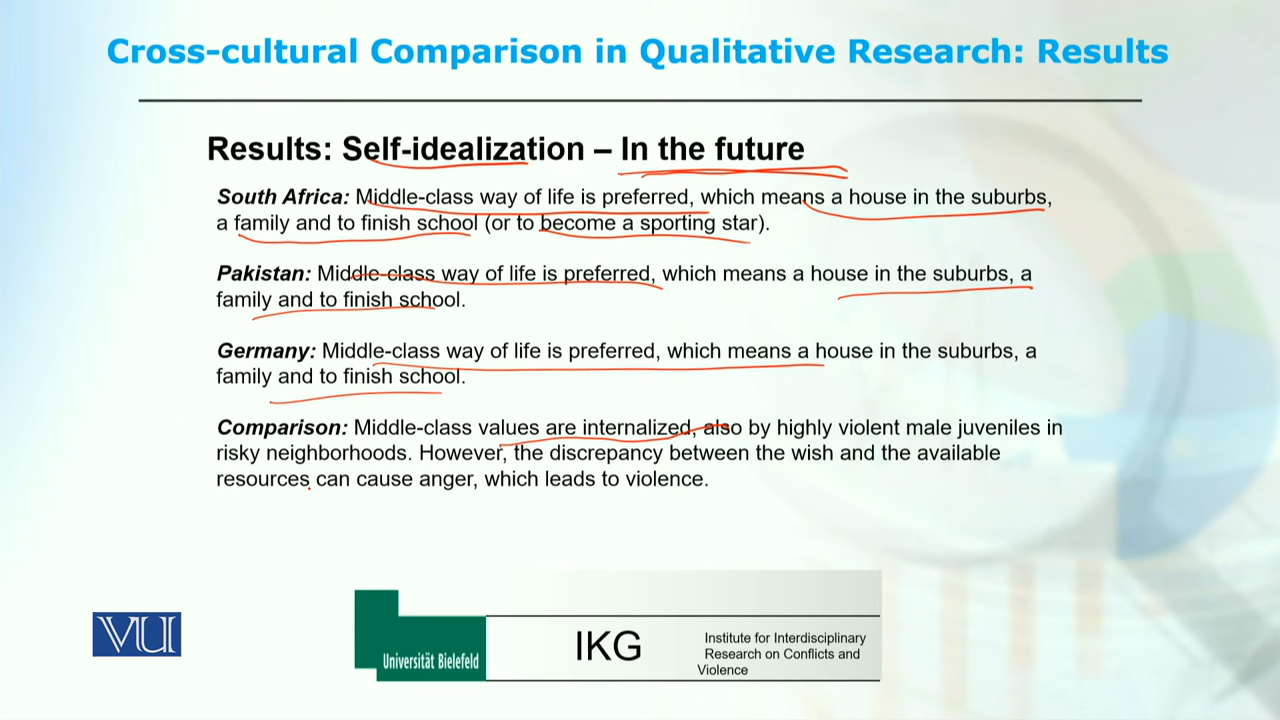 Cross-cultural Comparison in Qualitative Research: Results
Results: Self-idealization – In the future
South Africa: Middle-class way of life is preferred, which means a house in the suburbs,
a family and to finish school (or to become a sporting star).
Pakistan: Middle-class way of life is preferred, which means a house in the suburbs, a
family and to finish school.
Germany: Middle-class way of life is preferred, which means a house in the suburbs, a
family and to finish school.
Comparison: Middle-class values are internalized, also by highly violent male juveniles in
risky neighborhoods. However, the discrepancy between the wish and the available
resources can cause anger, which leads to violence.
VU
Universität Bielefeld
IKG
Institute for Interdisciplinary
Research on Conflicts and
Violence